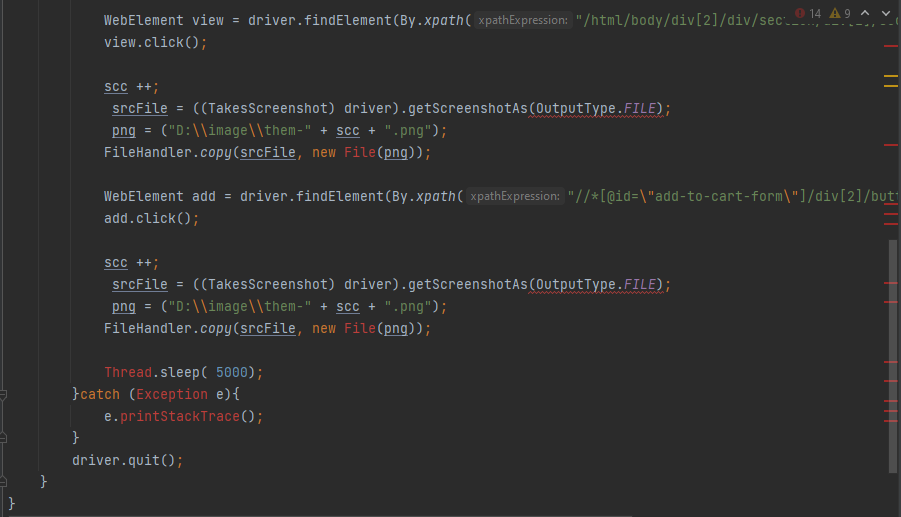 WebElement view = driver.findElement(By.xpath( xpathExpression: "/html/body/div[2]/div/ 14 9
view.click();
scc ++;
srcFile = ((TakesScreenshot) driver).getScreenshotAs(OutputType.FILE);
png = ("D:\\image\\them-" + scc + ".png");
FileHandler.copy(srcFile, new File(png));
WebElement add = driver.findElement(By.xpath( xpathExpression: "//*[@id=\"add-to-cart-form\"]/div[2]/but
add.click();
scc ++;
srcFile = ((TakesScreenshot) driver).getScreenshotAs(OutputType.FILE);
png = ("D:\\image\\them-" + scc + ".png");
FileHandler.copy(srcFile, new File(png));
Thread.sleep( 5000);
}catch (Exception e){
e.printStackTrace();
}
driver.quit();
}
}